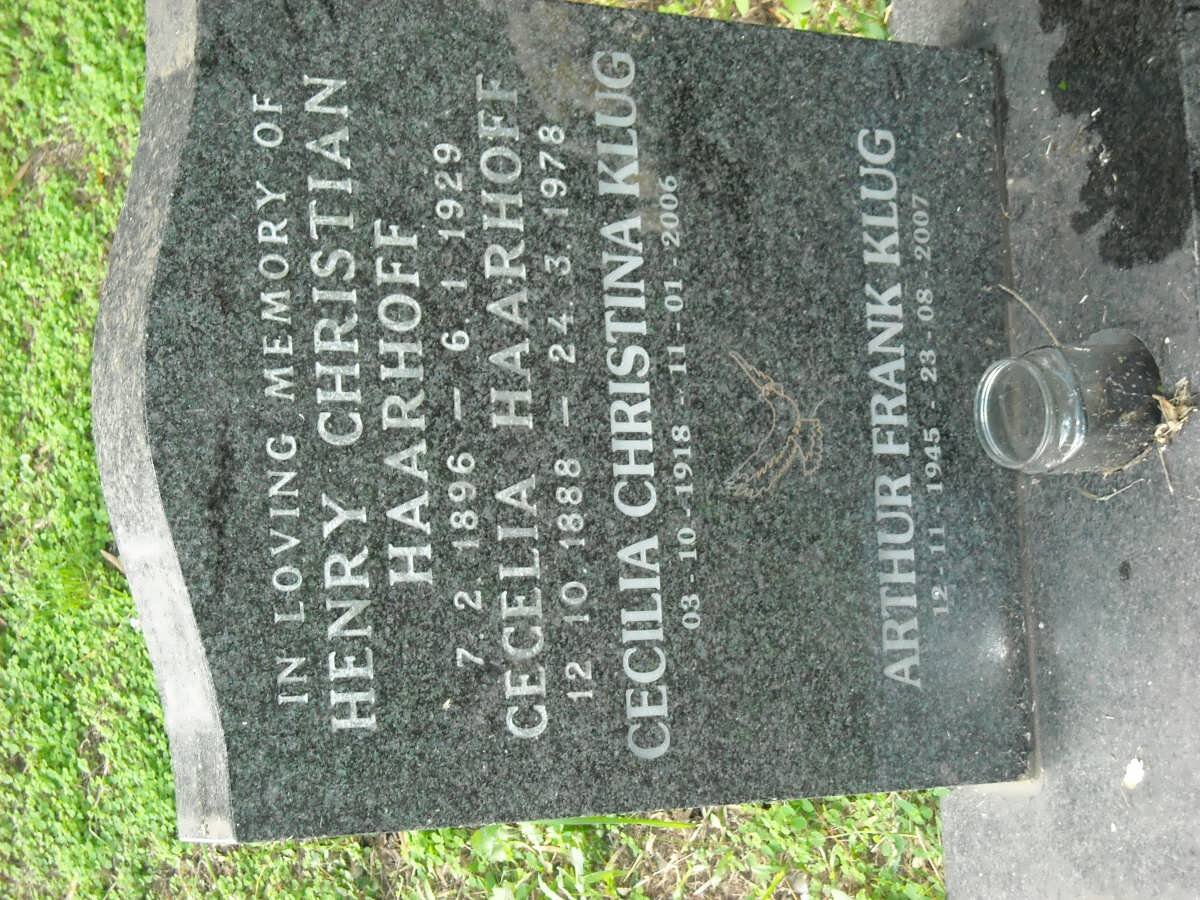 IN LOVING MEMORY OF
HENRY CHRISTIAN
HAARHOFF
7. 2. 1896 — 6. 1. 1929
CECELIA HAARHOFF
12. 10. 1888 — 24. 3. 1978
CECILIA CHRISTINA KLUG
03 - 10 - 1918 - 11 - 01 - 2006
ARTHUR FRANK KLUG
12 - 11 - 1945 - 23 - 08 - 2007